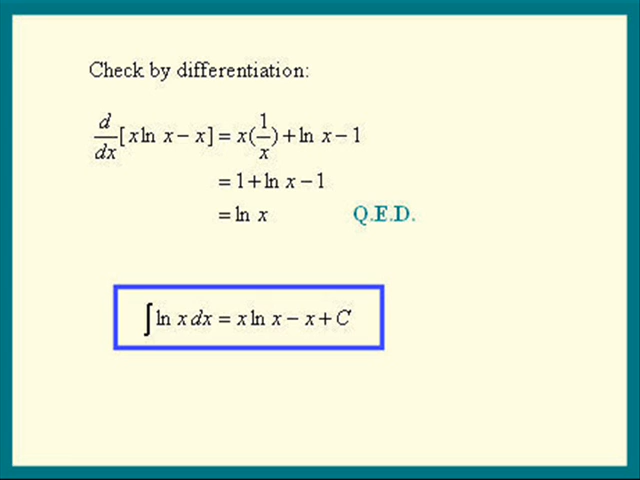 Check by differentiation:
d/dx [x ln x − x] = x(1/x) + ln x − 1
= 1 + ln x − 1
= ln x Q.E.D.
∫ ln x dx = x ln x − x + C